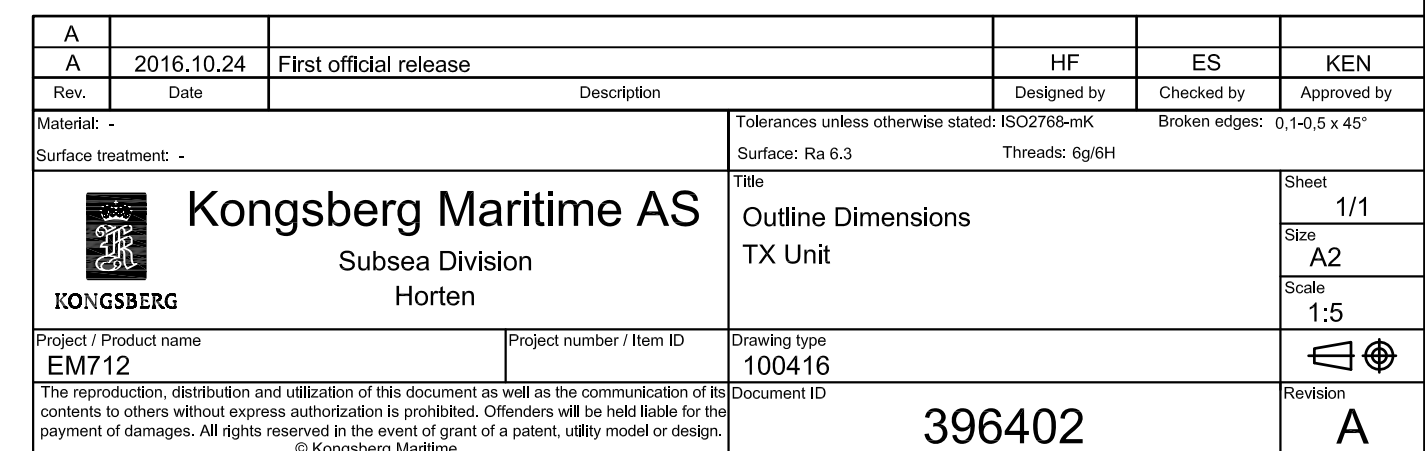 A
A 2016.10.24 First official release HF ES KEN
Rev. Date Description Designed by Checked by Approved by
Material: - 
Surface treatment: -
Tolerances unless otherwise stated: ISO2768-mK Broken edges: 0,1-0,5 x 45°
Surface: Ra 6.3 Threads: 6g/6H
KONGSBERG
Kongsberg Maritime AS
Subsea Division
Horten
Title
Outline Dimensions
TX Unit
Sheet
1/1
Size
A2
Scale
1:5
Project / Product name
EM712
Project number / Item ID
Drawing type
100416
The reproduction, distribution and utilization of this document as well as the communication of its
contents to others without express authorization is prohibited. Offenders will be held liable for the
payment of damages. All rights reserved in the event of grant of a patent, utility model or design.
© Kongsberg Maritime
Document ID
396402
Revision
A